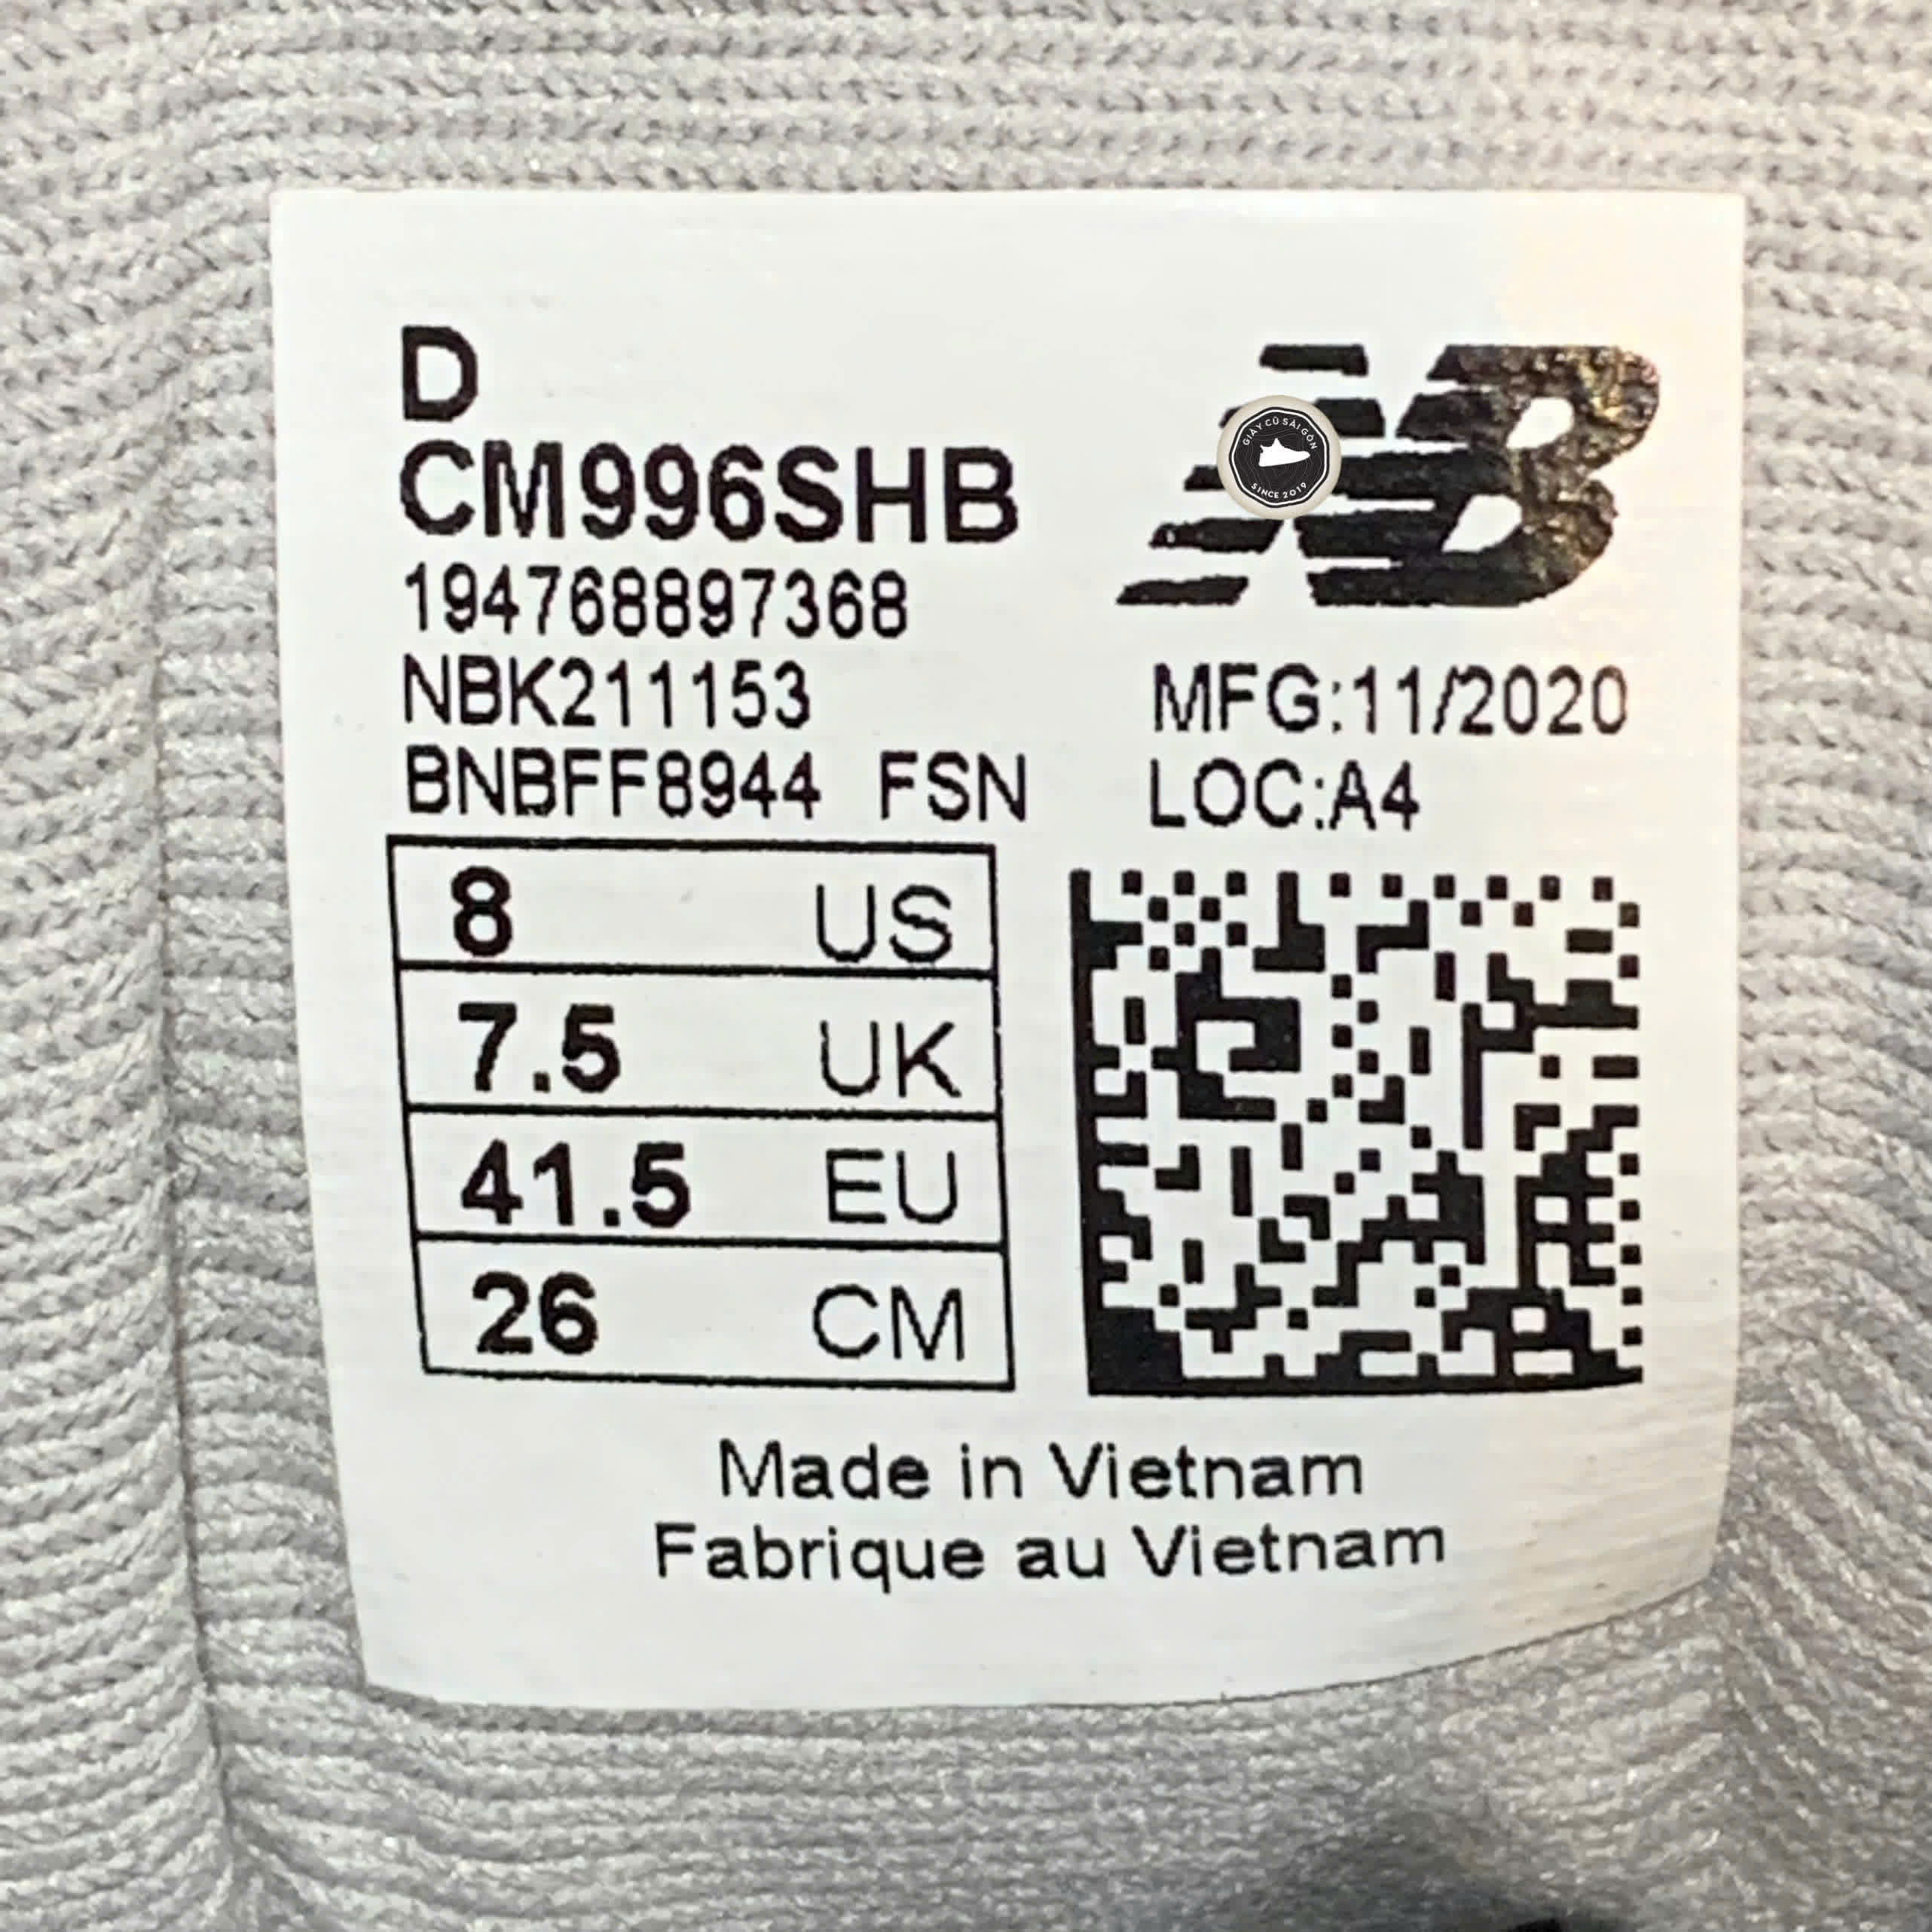 D
CM996SHB
194768897368
NBK211153
BNBFF8944 FSN
NB
GIÀY CŨ SÀI GÒN
SINCE 2019
MFG:11/2020
LOC:A4
8 US
7.5 UK
41.5 EU
26 CM
Made in Vietnam
Fabrique au Vietnam